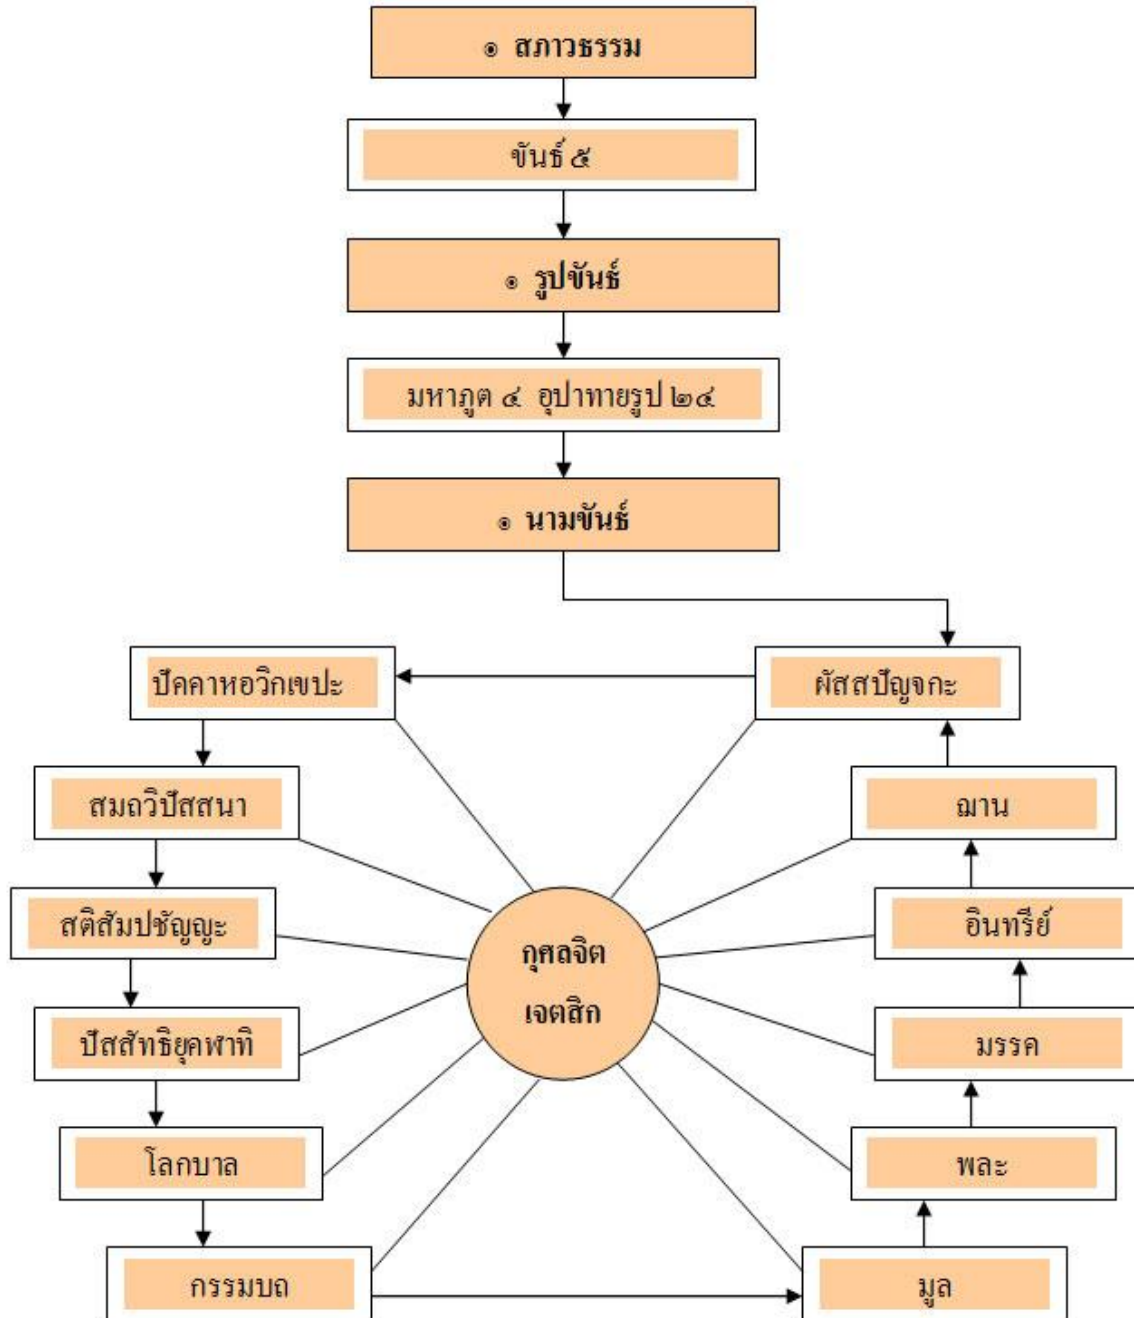 ๏ สภาวธรรม
ขันธ์ ๕
๏ รูปขันธ์
มหาภูต ๔ อุปาทายรูป ๒๔
๏ นามขันธ์
ปัคคาหอวิกเขปะ
ผัสสปัญจกะ
สมถวิปัสสนา
ฌาน
สติสัมปชัญญะ
อินทรีย์
กุศลจิต
เจตสิก
ปัสสัทธิยุคฬาทิ
มรรค
โลกบาล
พละ
กรรมบถ
มูล